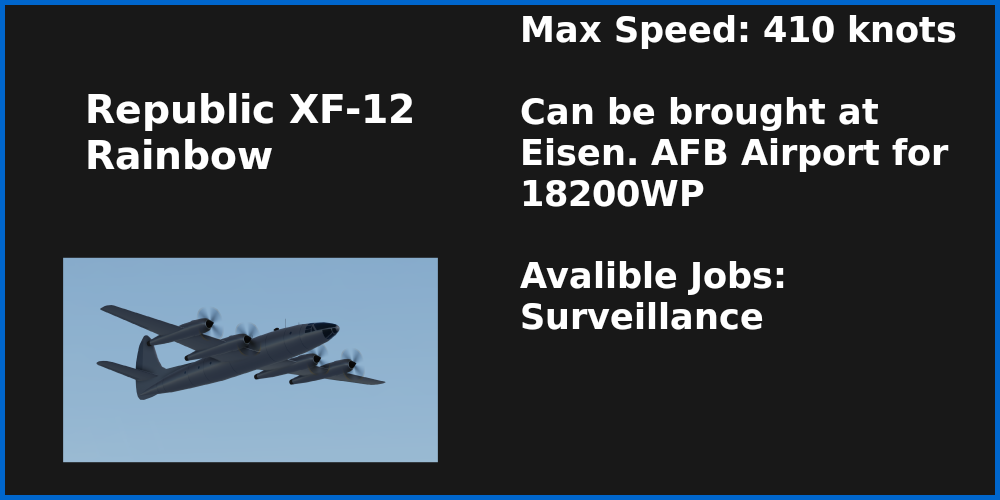 Republic XF-12
Rainbow
Max Speed: 410 knots
Can be brought at
Eisen. AFB Airport for
18200WP
Avalible Jobs:
Surveillance